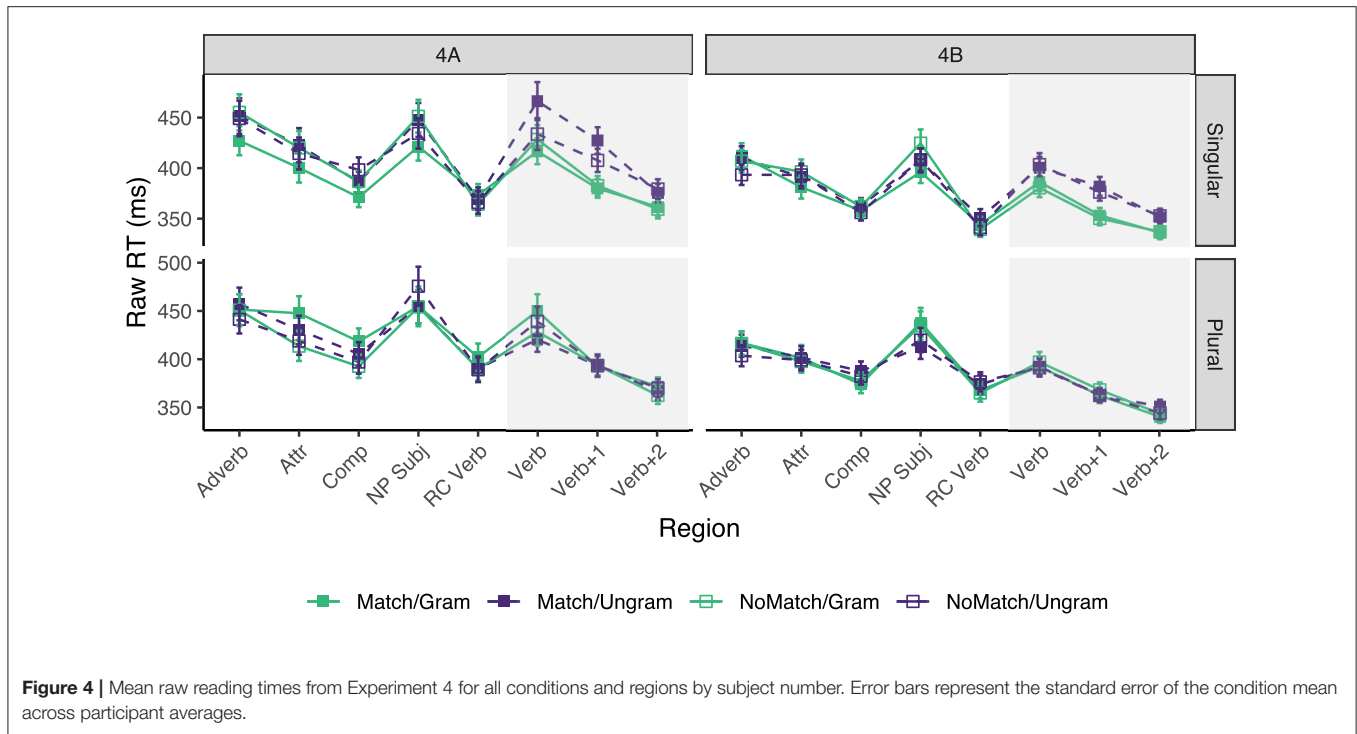 4A 4B
450
400
350
Singular
500
450
400
350
Plural
Raw RT (ms)
Adverb Attr Comp NP Subj RC Verb Verb Verb+1 Verb+2 Adverb Attr Comp NP Subj RC Verb Verb Verb+1 Verb+2
Region
Match/Gram Match/Ungram NoMatch/Gram NoMatch/Ungram
Figure 4 | Mean raw reading times from Experiment 4 for all conditions and regions by subject number. Error bars represent the standard error of the condition mean
across participant averages.